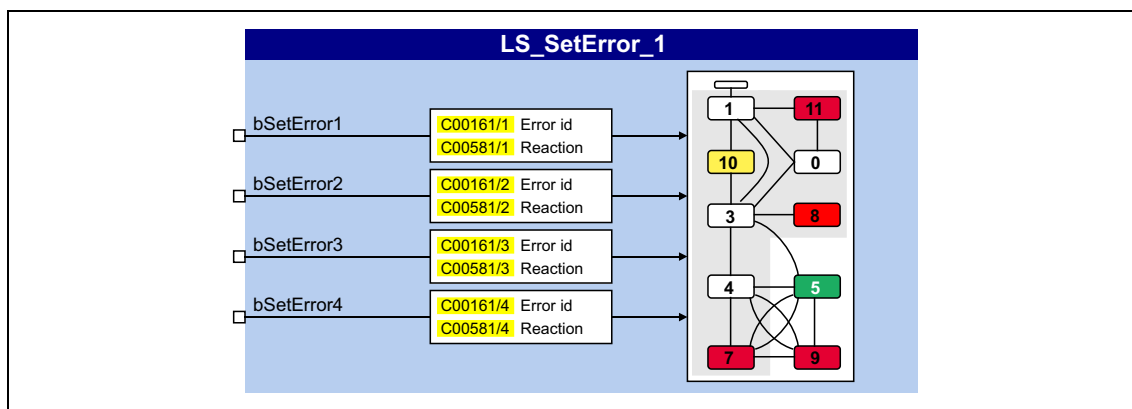 LS_SetError_1
bSetError1
C00161/1 Error id
C00581/1 Reaction
bSetError2
C00161/2 Error id
C00581/2 Reaction
bSetError3
C00161/3 Error id
C00581/3 Reaction
bSetError4
C00161/4 Error id
C00581/4 Reaction
1 11
10 0
3 8
4 5
7 9